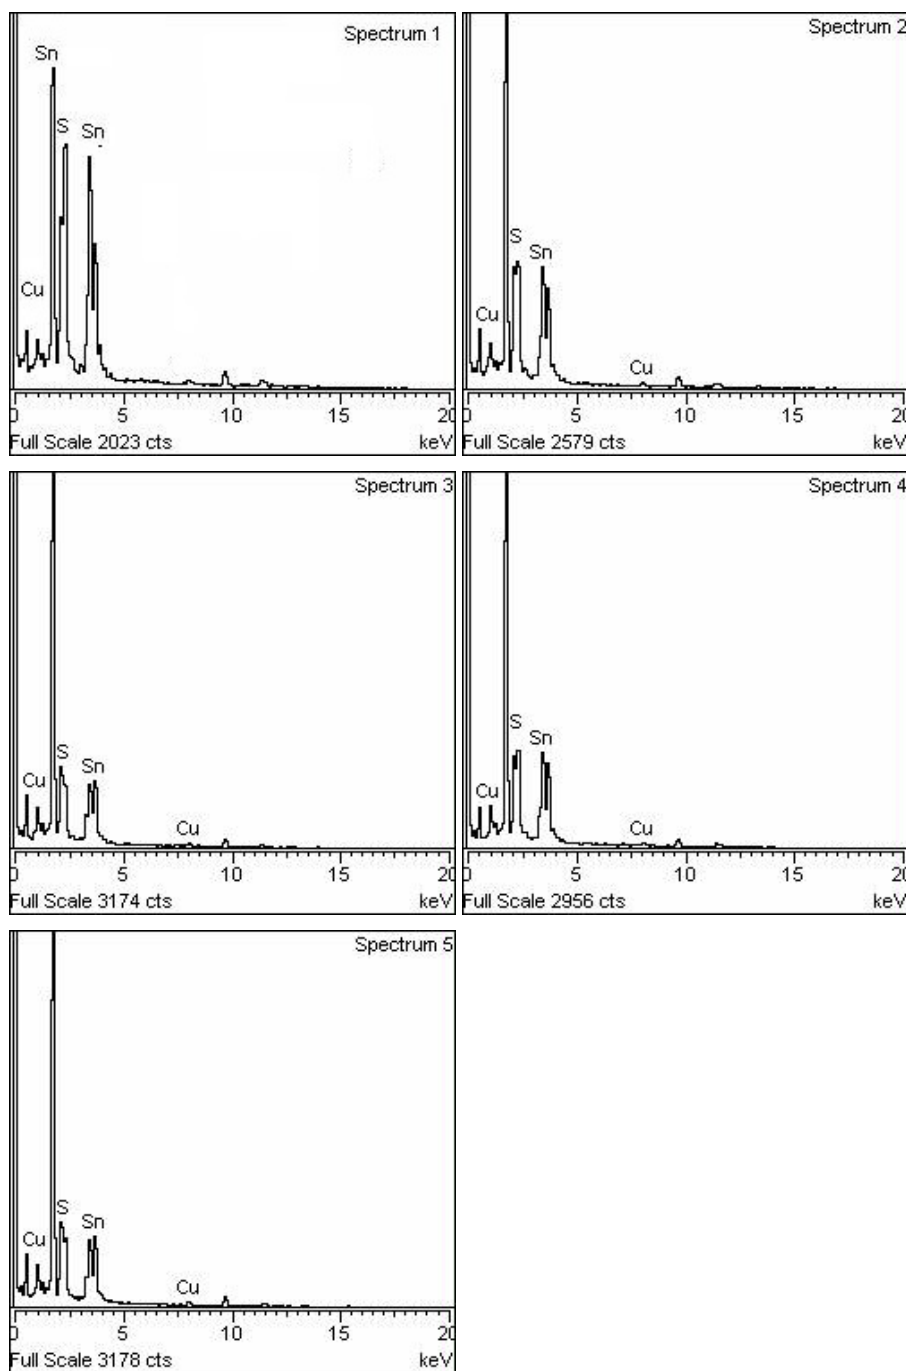 Spectrum 1
Sn
S Sn
Cu
0 5 10 15 20
Full Scale 2023 cts keV
Spectrum 2
S
Sn
Cu
Cu
0 5 10 15 20
Full Scale 2579 cts keV
Spectrum 3
S
Sn
Cu
Cu
0 5 10 15 20
Full Scale 3174 cts keV
Spectrum 4
S
Sn
Cu
Cu
0 5 10 15 20
Full Scale 2956 cts keV
Spectrum 5
S
Sn
Cu
Cu
0 5 10 15 20
Full Scale 3178 cts keV